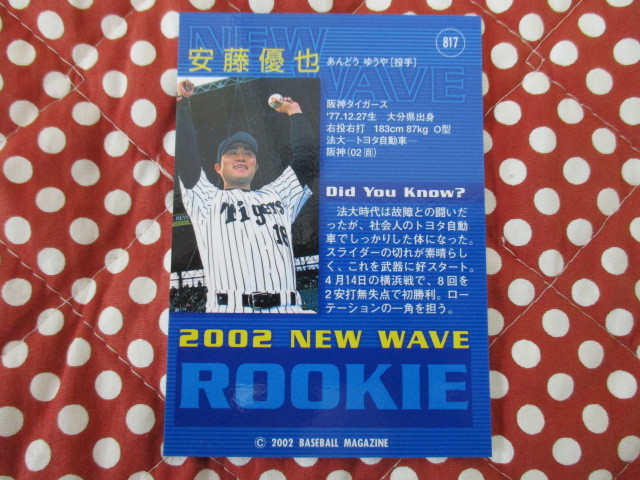 NEW WAVE
817
安藤優也 あんどう ゆうや[投手]
阪神タイガース
'77.12.27生 大分県出身
右投右打 183cm 87kg O型
法大―トヨタ自動車―
阪神('02自)
Tigers
16
Did You Know?
法大時代は故障との闘いだ
ったが、社会人のトヨタ自動
車でしっかりした体になった。
スライダーの切れが素晴らし
く、これを武器に好スタート。
4月14日の横浜戦で、8回を
2安打無失点で初勝利。ロー
テーションの一角を担う。
2002 NEW WAVE
ROOKIE
© 2002 BASEBALL MAGAZINE